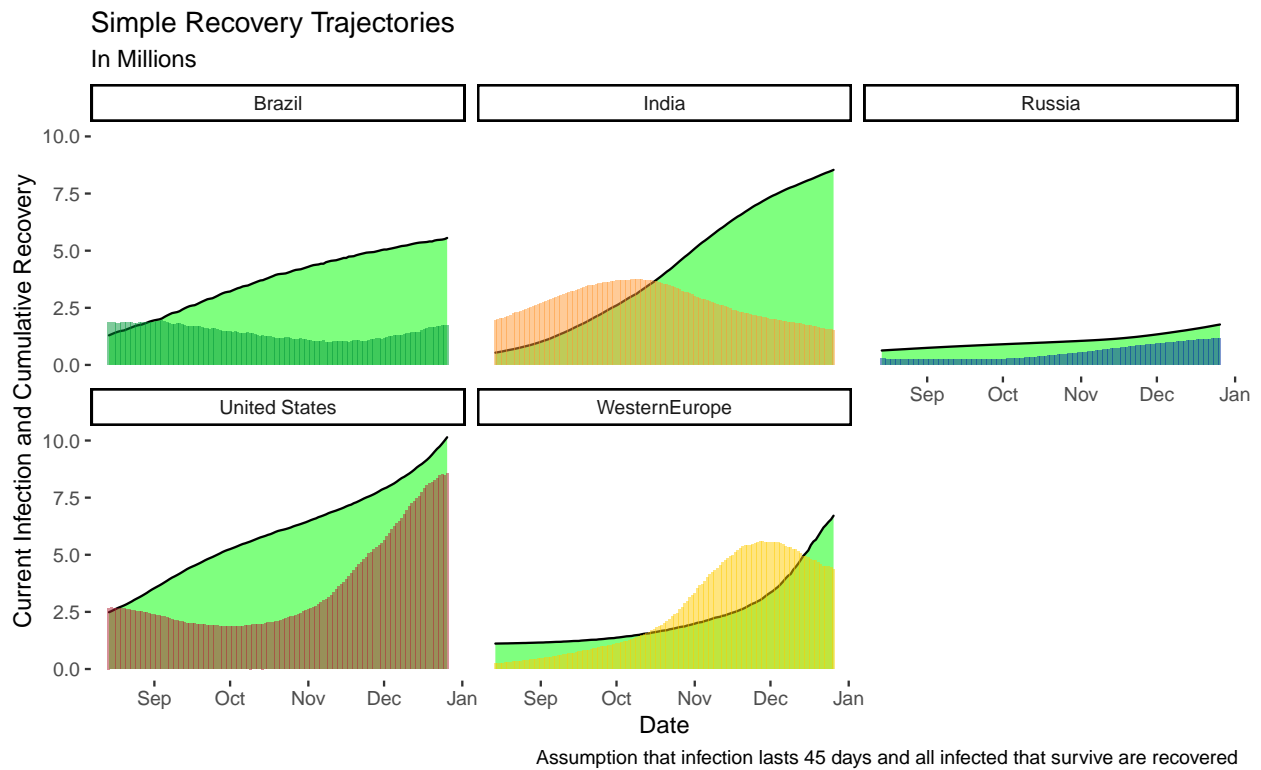 Simple Recovery Trajectories
In Millions
Brazil
India
Russia
10.0
7.5
5.0
2.5
0.0
Sep Oct Nov Dec Jan
United States
WesternEurope
10.0
7.5
5.0
2.5
0.0
Sep Oct Nov Dec Jan
Sep Oct Nov Dec Jan
Current Infection and Cumulative Recovery
Date
Assumption that infection lasts 45 days and all infected that survive are recovered